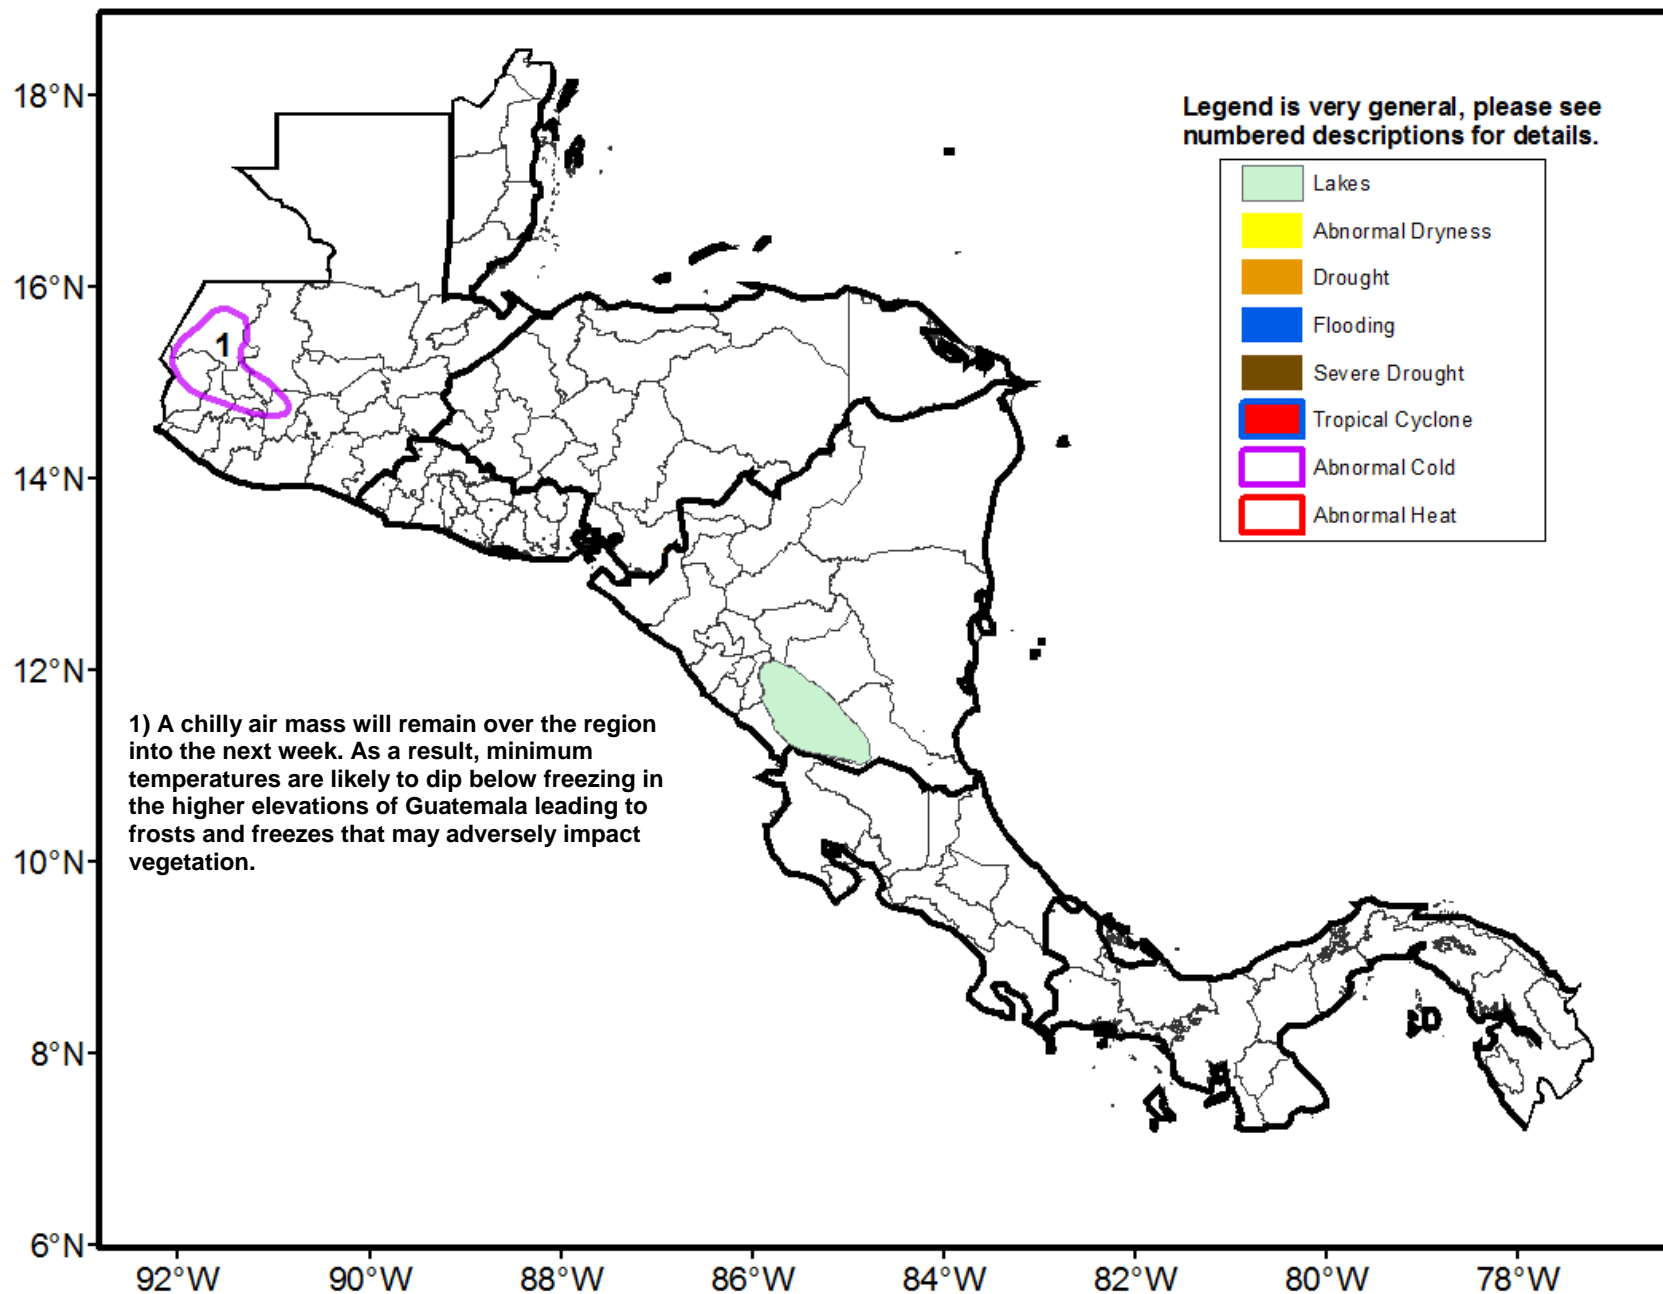 18°N
16°N
14°N
12°N
10°N
8°N
6°N
92°W
90°W
88°W
86°W
84°W
82°W
80°W
78°W
Legend is very general, please see
numbered descriptions for details.
Lakes
Abnormal Dryness
Drought
Flooding
Severe Drought
Tropical Cyclone
Abnormal Cold
Abnormal Heat
1
1) A chilly air mass will remain over the region
into the next week. As a result, minimum
temperatures are likely to dip below freezing in
the higher elevations of Guatemala leading to
frosts and freezes that may adversely impact
vegetation.